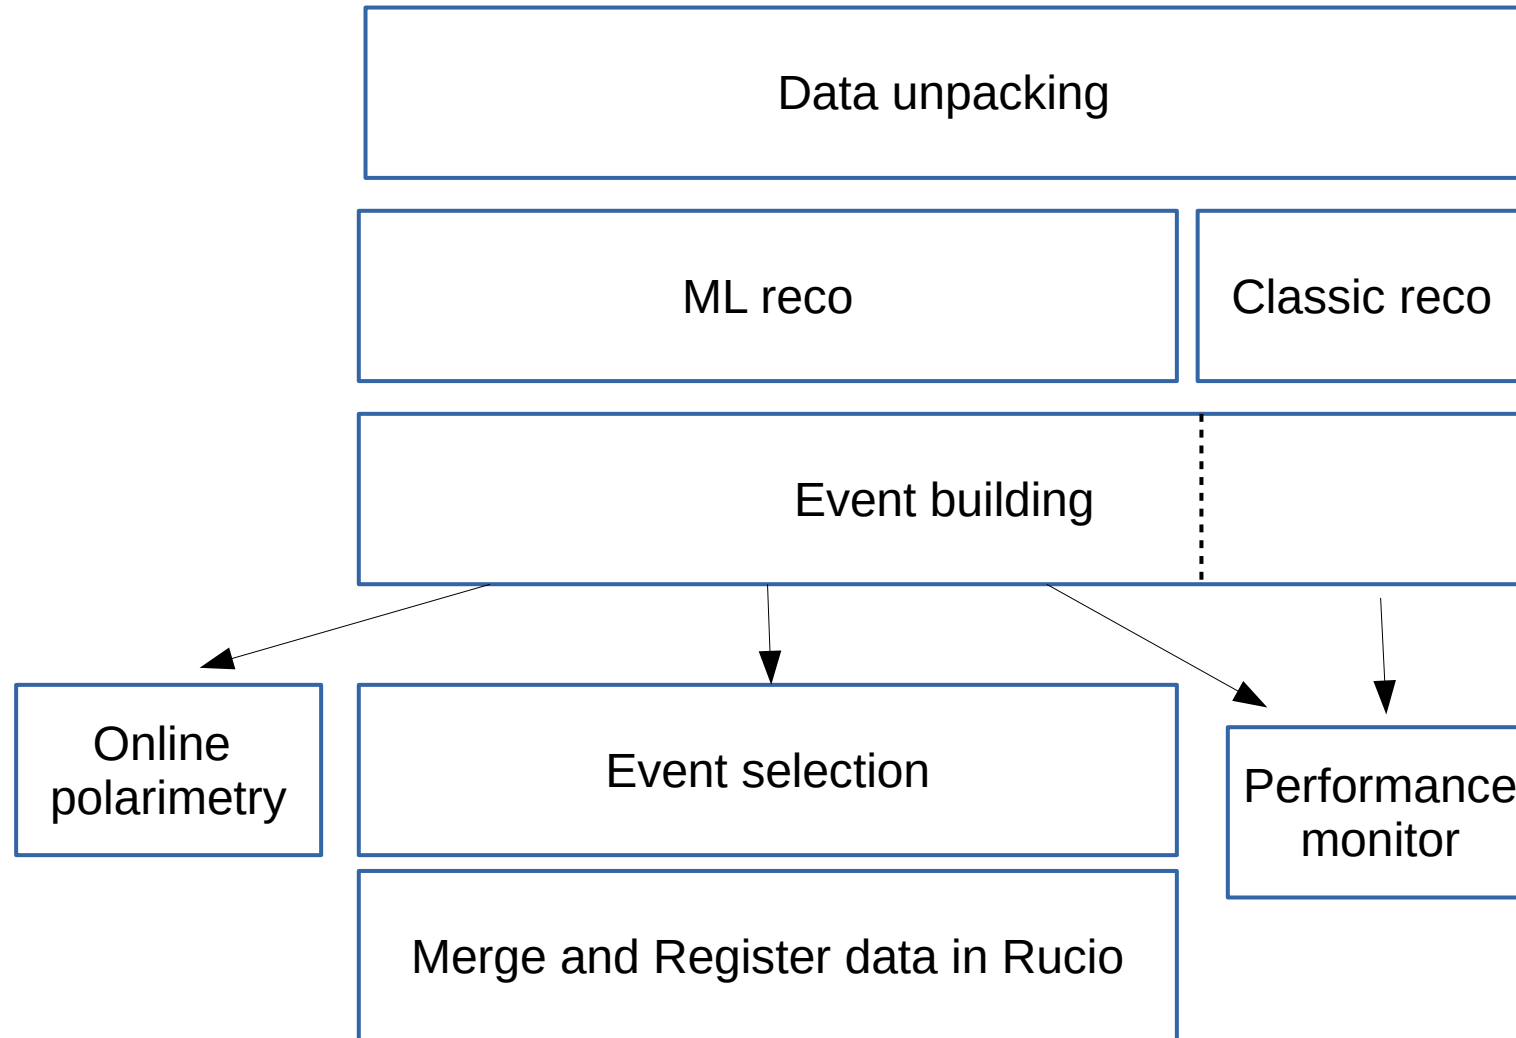 Data unpacking
ML reco
Classic reco
Event building
Online
polarimetry
Event selection
Performance
monitor
Merge and Register data in Rucio